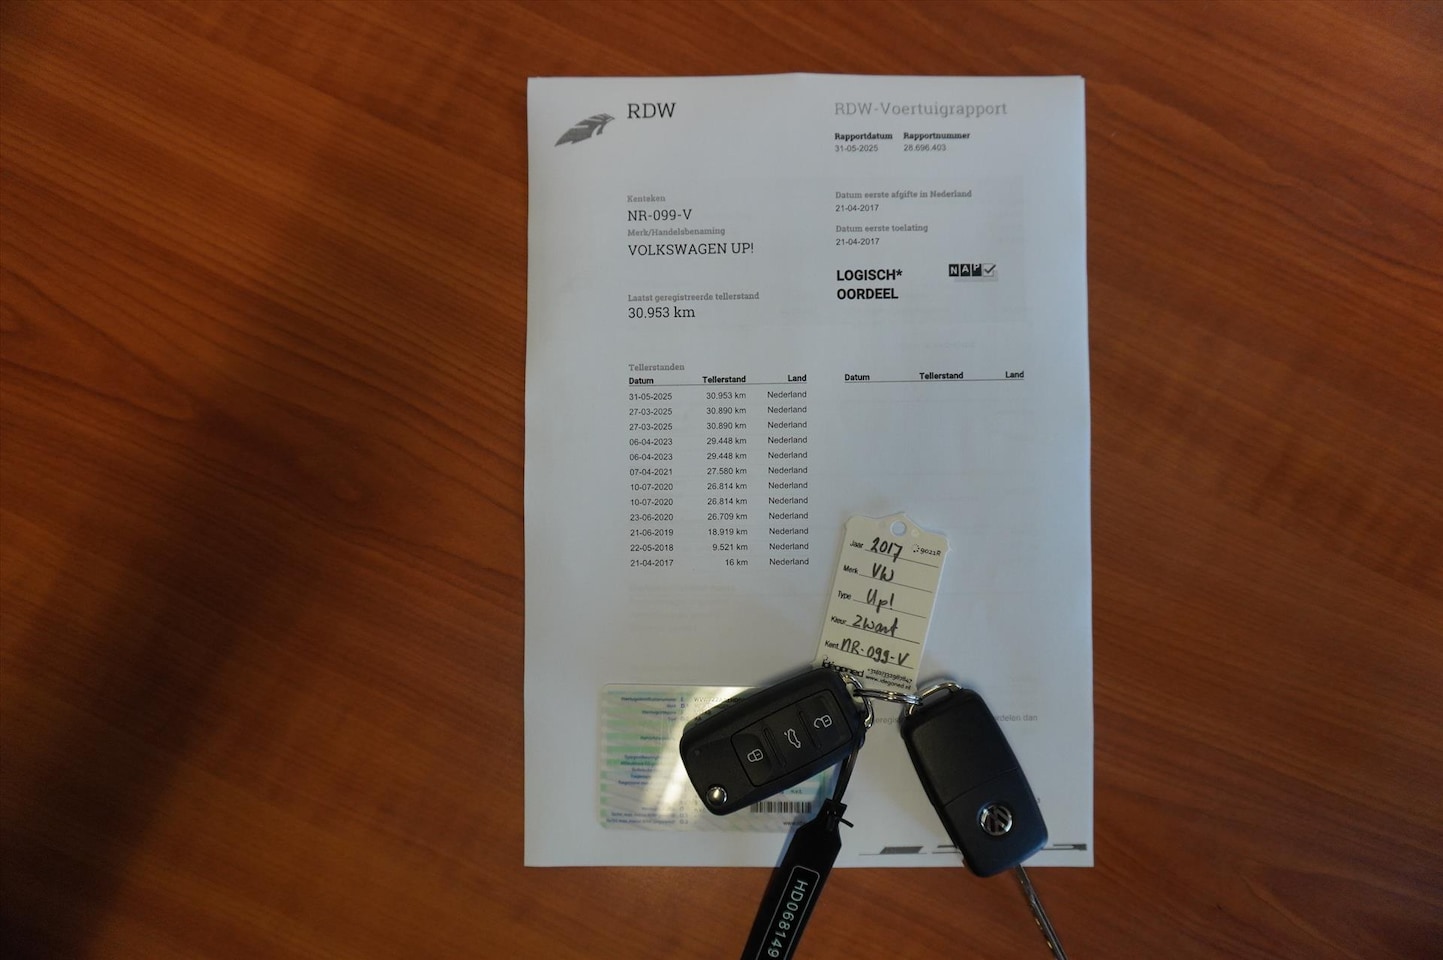 RDW
RDW-Voertuigrapport
Rapportdatum Rapportnummer
31-05-2025 28.696.403
Kenteken
NR-099-V
Merk/Handelsbenaming
VOLKSWAGEN UP!
Datum eerste afgifte in Nederland
21-04-2017
Datum eerste toelating
21-04-2017
LOGISCH*
OORDEEL
NAP
Laatst geregistreerde tellerstand
30.953 km
Tellerstanden
Datum Tellerstand Land
31-05-2025 30.953 km Nederland
27-03-2025 30.890 km Nederland
27-03-2025 30.890 km Nederland
06-04-2023 29.448 km Nederland
06-04-2023 29.448 km Nederland
07-04-2021 27.580 km Nederland
10-07-2020 26.814 km Nederland
10-07-2020 26.814 km Nederland
23-06-2020 26.709 km Nederland
21-06-2019 18.919 km Nederland
22-05-2018 9.521 km Nederland
21-04-2017 16 km Nederland
Datum Tellerstand Land
Jaar 2017
Merk VW
Type Up!
Kleur Zwart
Kent. NR-099-V
HD068149